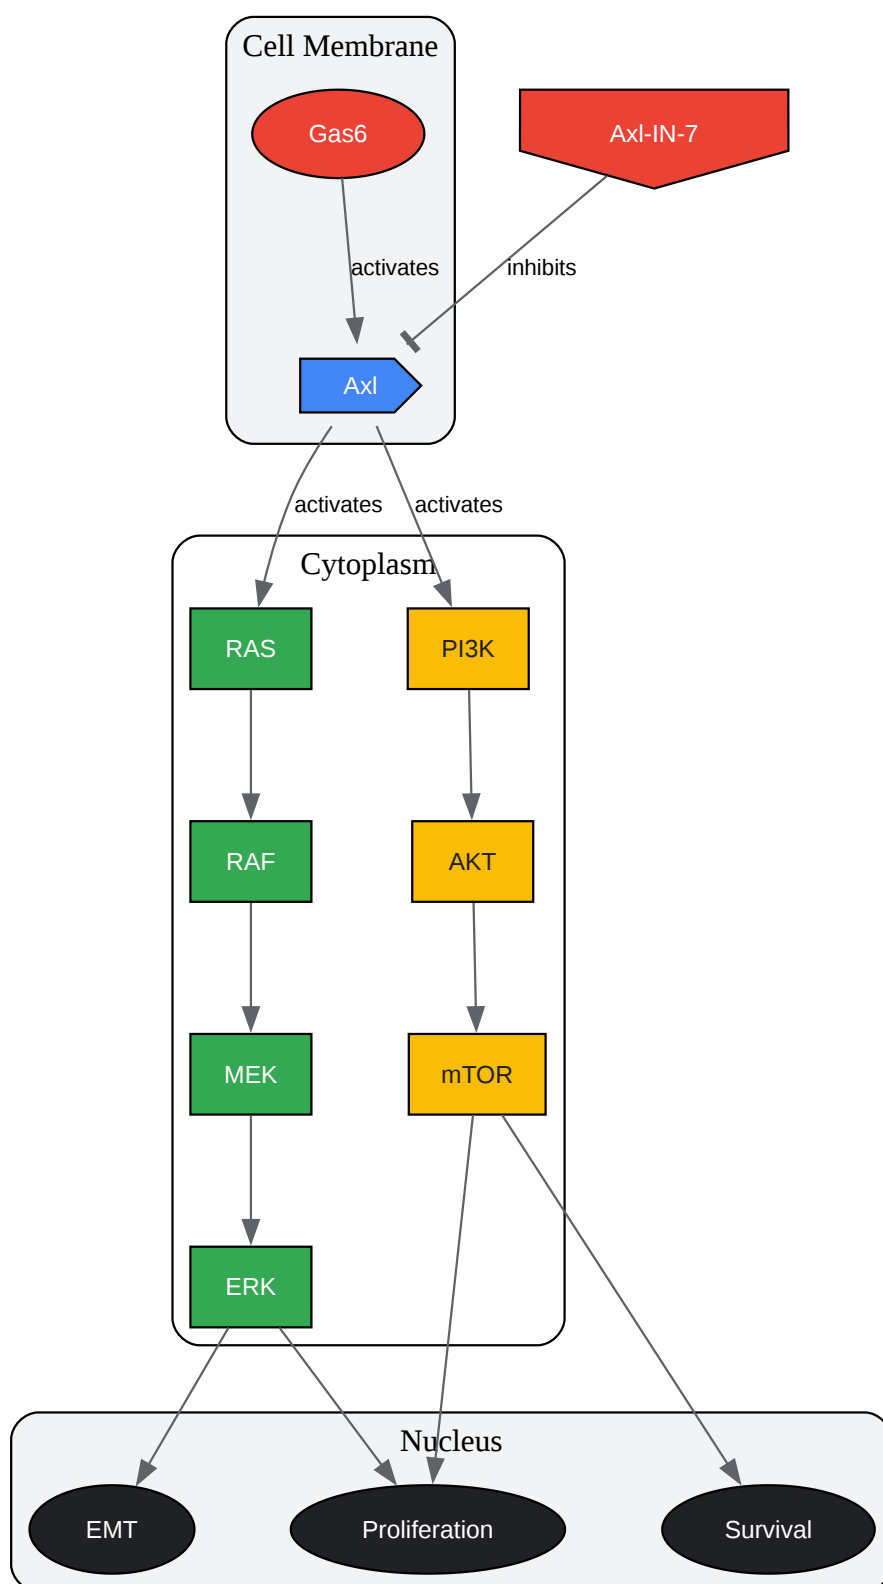 Cell Membrane
Gas6
Axl-IN-7
activates
inhibits
Axl
activates
activates
Cytoplasm
RAS
PI3K
RAF
AKT
MEK
mTOR
ERK
Nucleus
EMT
Proliferation
Survival